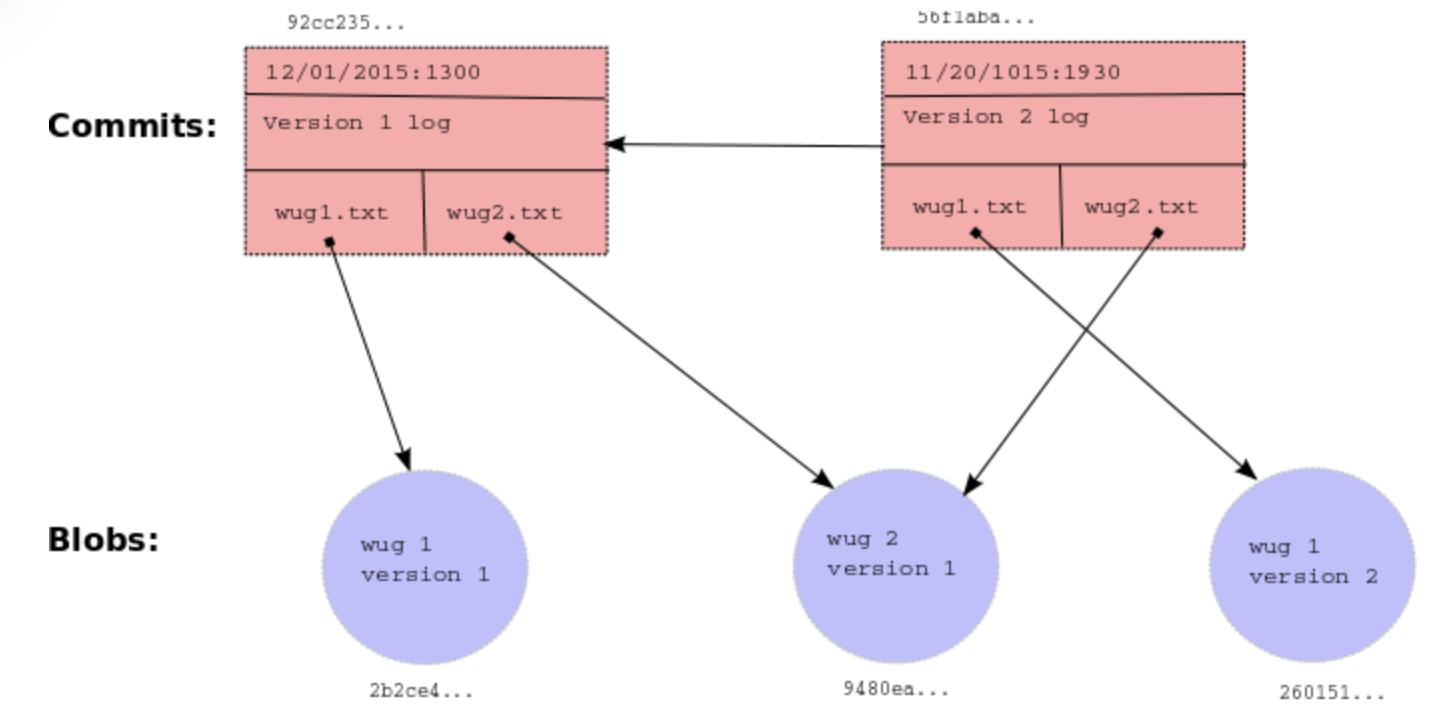 92cc235...
56f1aba...
12/01/2015:1300
11/20/1015:1930
Commits:
Version 1 log
Version 2 log
wug1.txt
wug2.txt
wug1.txt
wug2.txt
Blobs:
wug 1
version 1
wug 2
version 1
wug 1
version 2
2b2ce4...
9480ea...
260151...